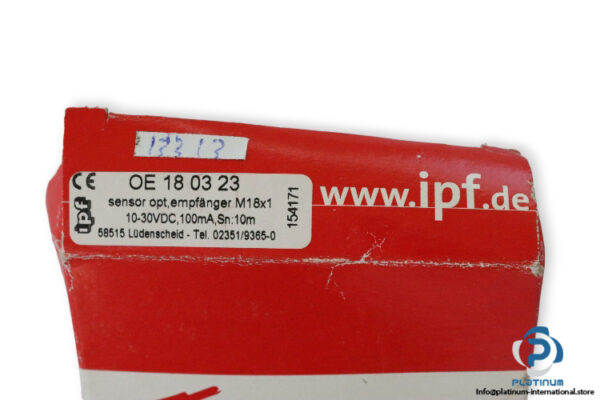 13313
CE OE 18 03 23
sensor opt,empfänger M18x1
10-30VDC,100mA,Sn:10m
58515 Lüdenscheid - Tel. 02351/9365-0
ipf
154171
www.ipf.de
PLATINUM
Info@platinum-international.store